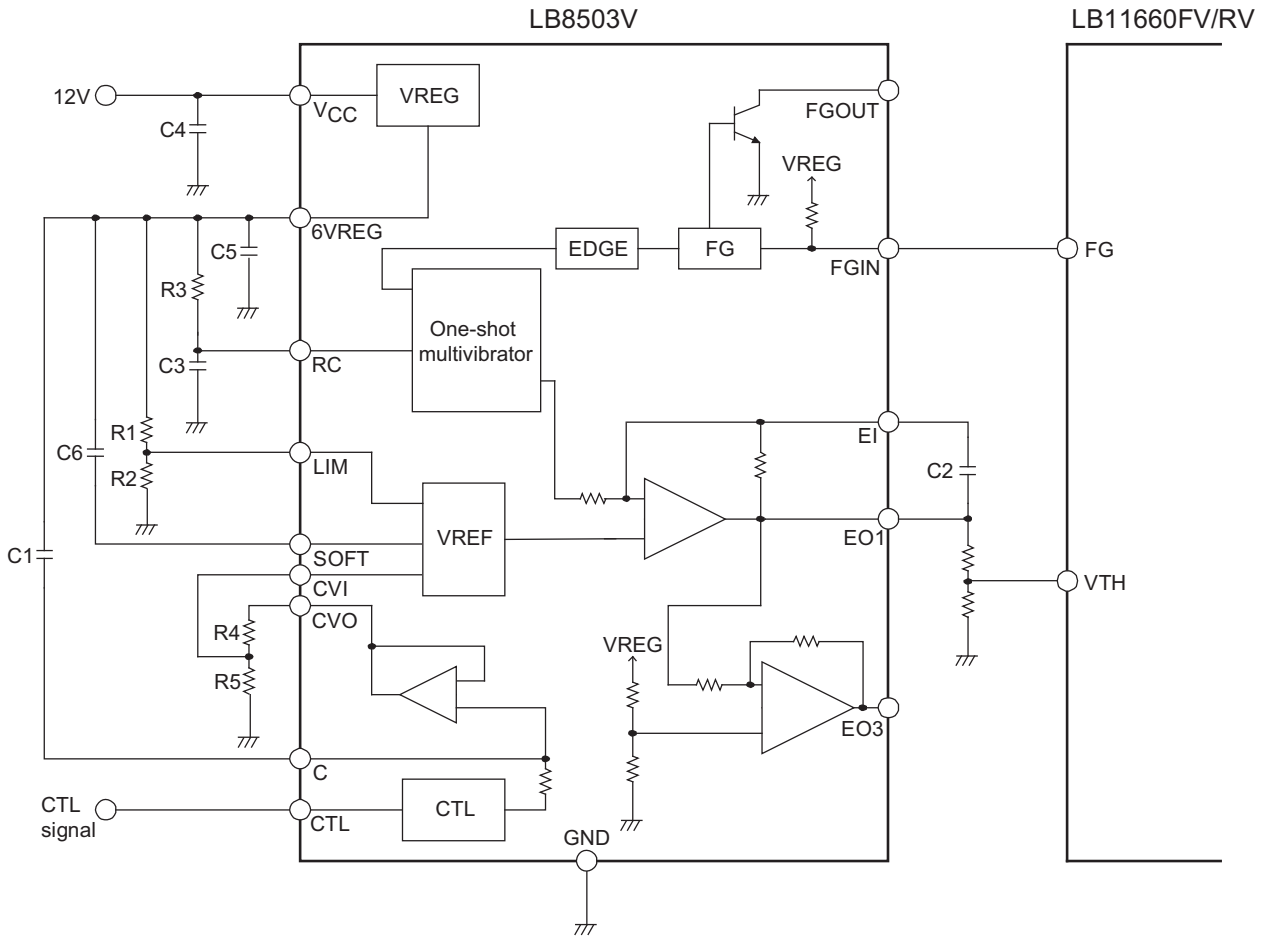 LB8503V
LB11660FV/RV
12V
VCC
VREG
FGOUT
C4
VREG
6VREG
C5
EDGE
FG
FGIN
FG
R3
One-shot
multivibrator
RC
C3
R1
EI
C6
LIM
R2
C2
VREF
EO1
C1
SOFT
CVI
VTH
CVO
R4
VREG
R5
EO3
C
CTL
signal
CTL
CTL
GND